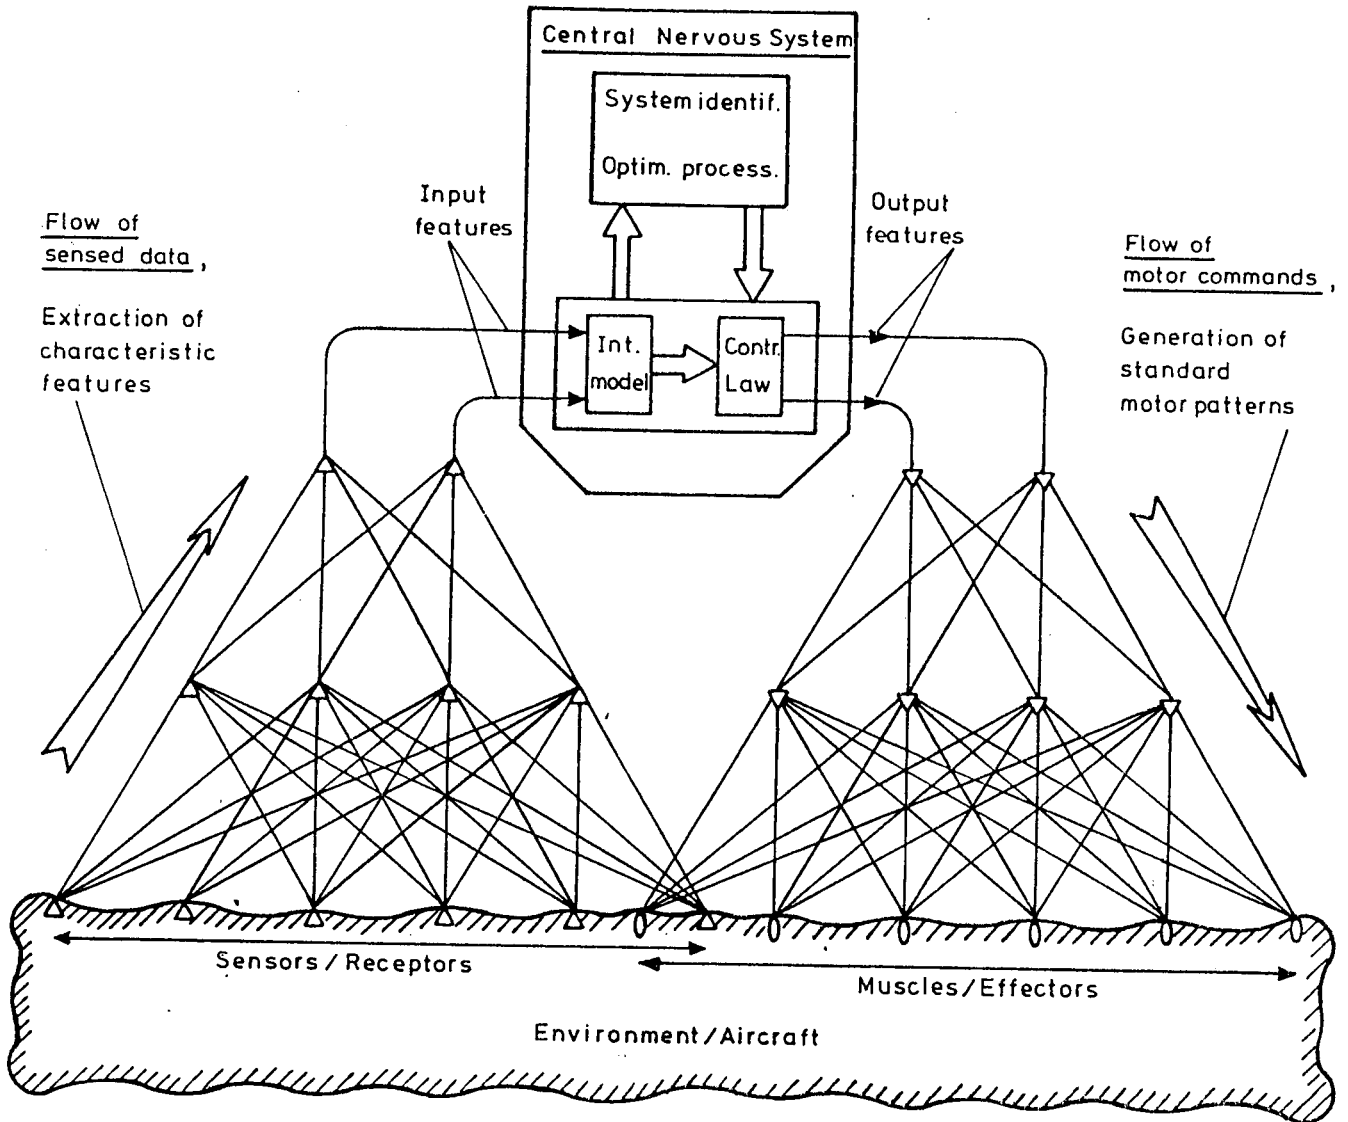 Central Nervous System
System identif.
Optim. process.
Input
features
Output
features
Flow of
sensed data,
Extraction of
characteristic
features
Flow of
motor commands,
Generation of
standard
motor patterns
Int.
model
Contr.
Law
Sensors/Receptors
Muscles/Effectors
Environment/Aircraft